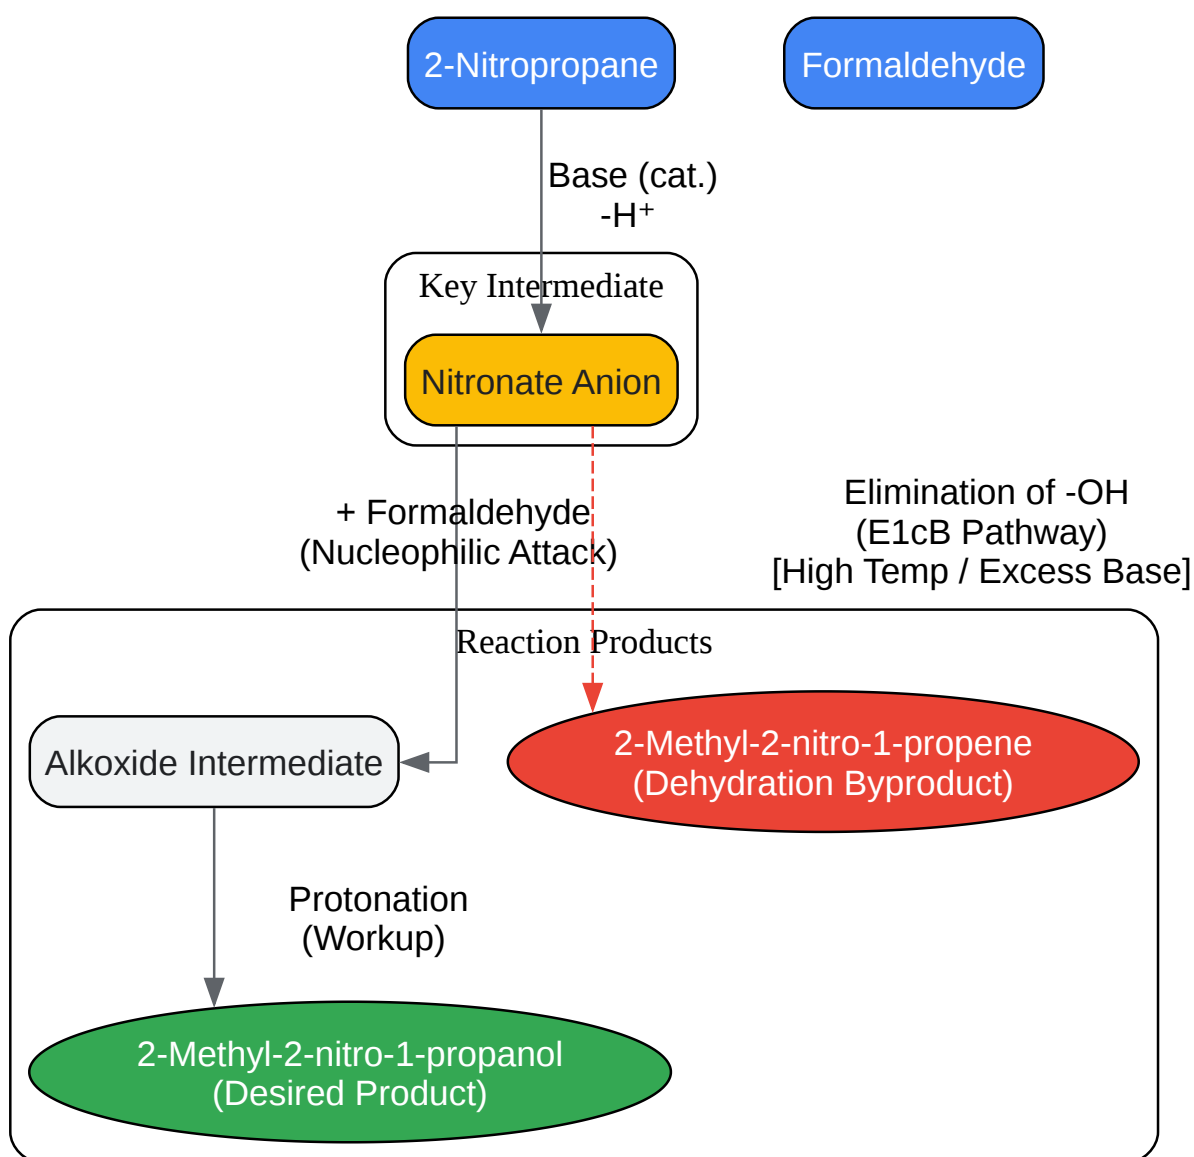 2-Nitropropane
Formaldehyde
Base (cat.)
-H⁺
Key Intermediate
Nitronate Anion
+ Formaldehyde
(Nucleophilic Attack)
Elimination of -OH
(E1cB Pathway)
[High Temp / Excess Base]
Reaction Products
Alkoxide Intermediate
2-Methyl-2-nitro-1-propene
(Dehydration Byproduct)
Protonation
(Workup)
2-Methyl-2-nitro-1-propanol
(Desired Product)